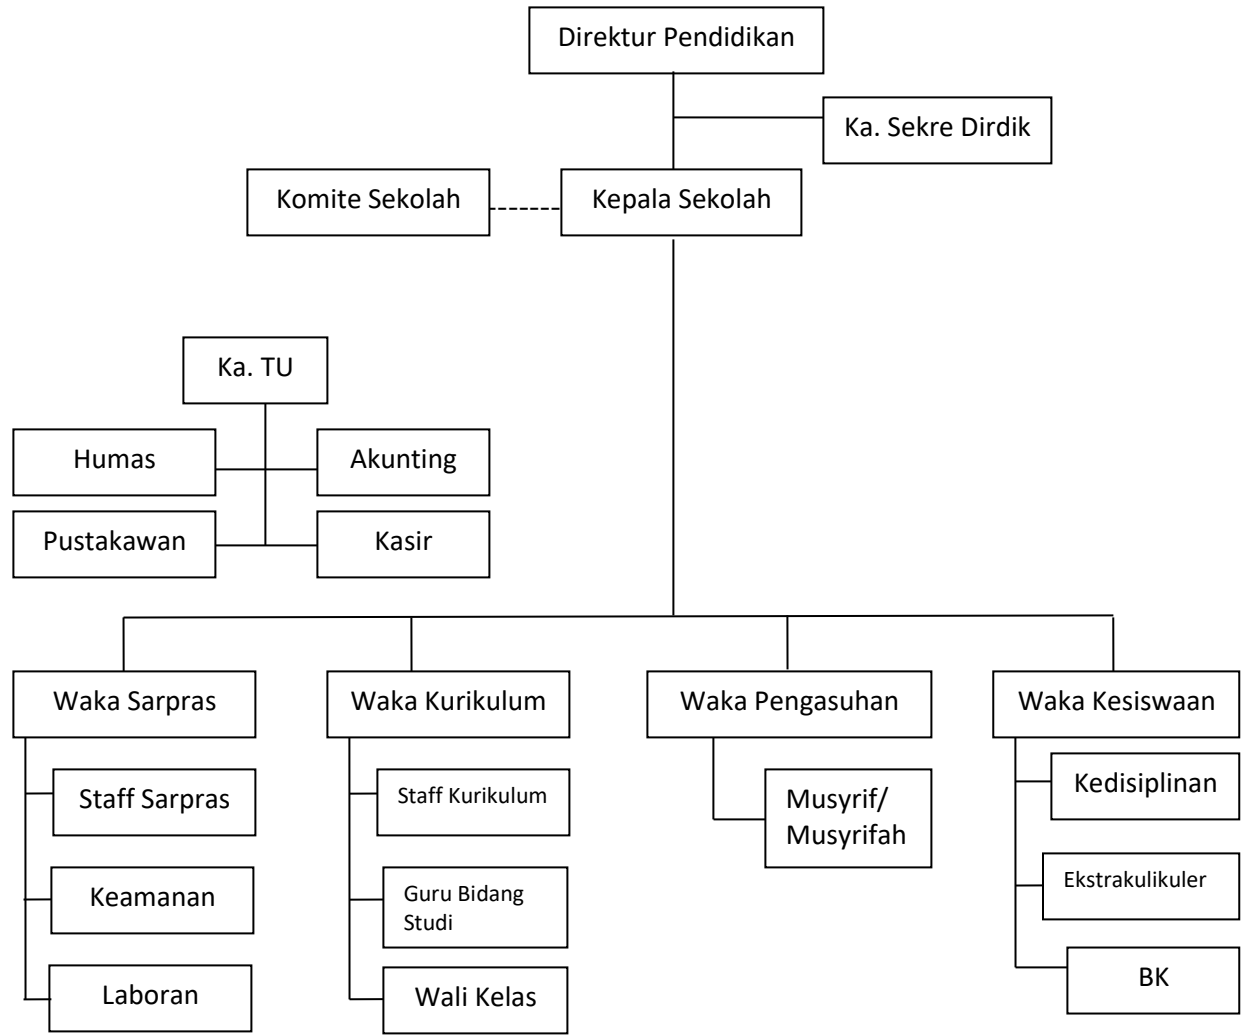 Direktur Pendidikan
Ka. Sekre Dirdik
Komite Sekolah
Kepala Sekolah
Ka. TU
Humas
Akunting
Pustakawan
Kasir
Waka Sarpras
Waka Kurikulum
Waka Pengasuhan
Waka Kesiswaan
Staff Sarpras
Staff Kurikulum
Musyrif/
Musyrifah
Kedisiplinan
Keamanan
Guru Bidang
Studi
Ekstrakulikuler
Laboran
Wali Kelas
BK